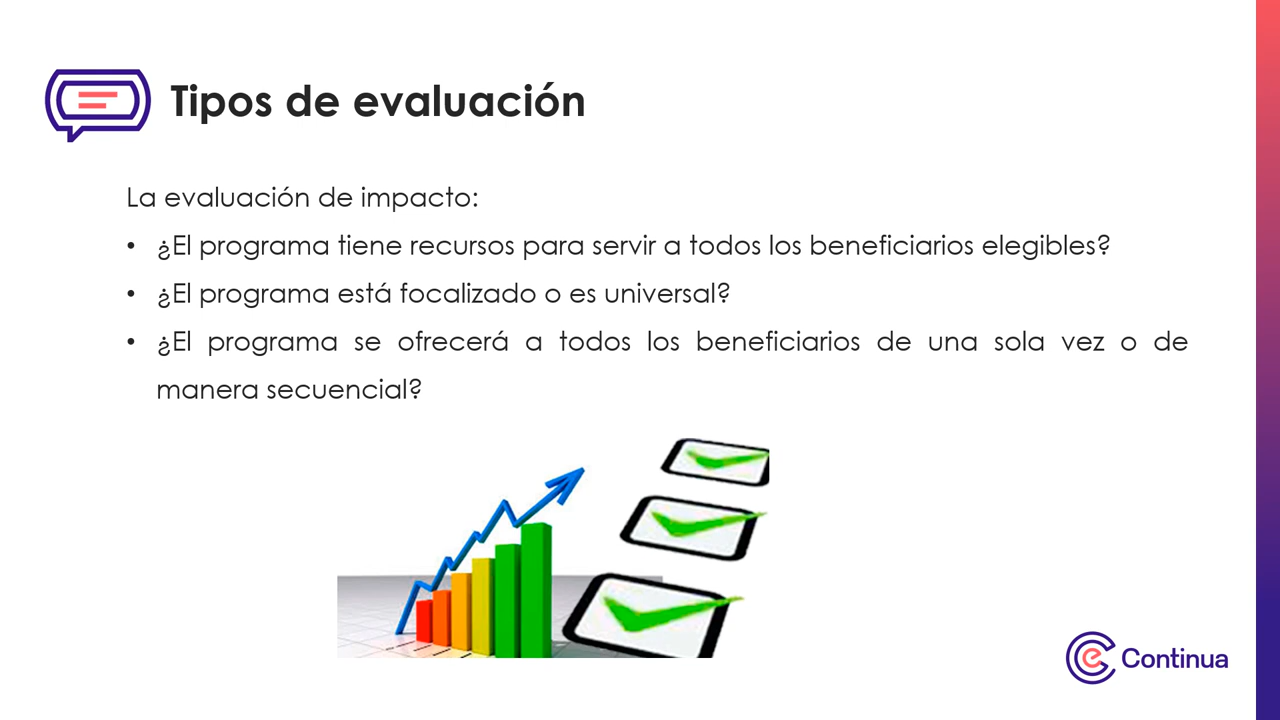 Tipos de evaluación
La evaluación de impacto:
• ¿El programa tiene recursos para servir a todos los beneficiarios elegibles?
• ¿El programa está focalizado o es universal?
• ¿El programa se ofrecerá a todos los beneficiarios de una sola vez o de
manera secuencial?
Continua